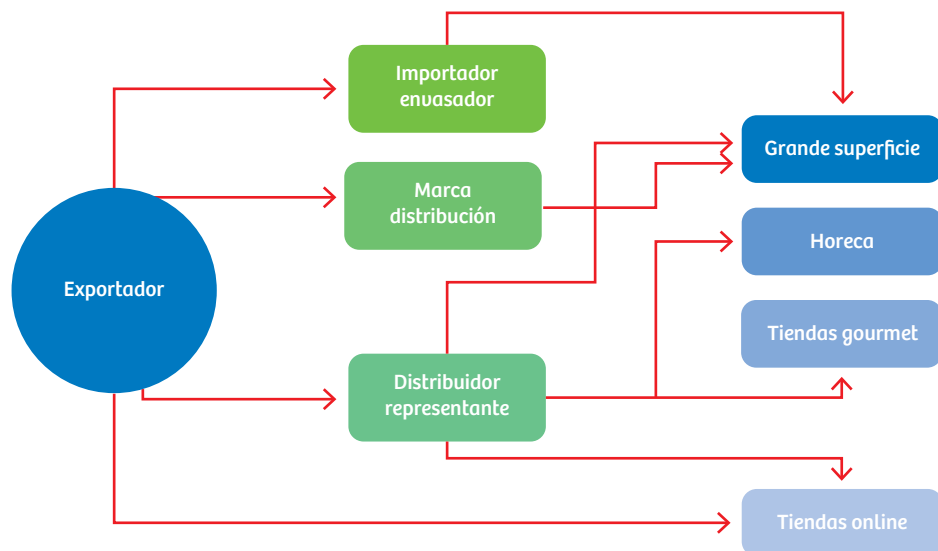 Importador
envasador
Grande superficie
Marca
distribución
Horeca
Exportador
Tiendas gourmet
Distribuidor
representante
Tiendas online